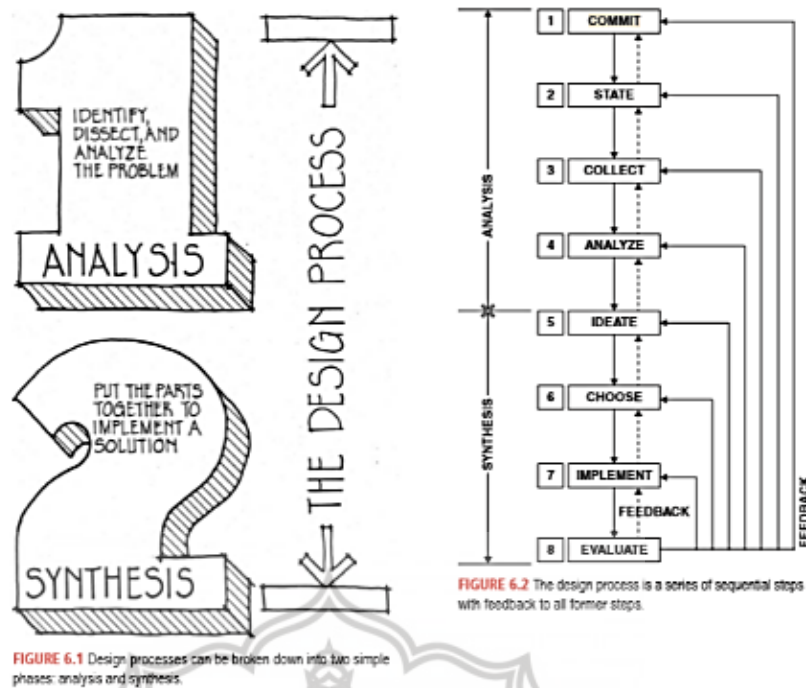 IDENTIFY,
DISSECT, AND
ANALYZE
THE PROBLEM
ANALYSIS
PUT THE PARTS
TOGETHER TO
IMPLEMENT A
SOLUTION
SYNTHESIS
THE DESIGN PROCESS
FIGURE 6.1 Design processes can be broken down into two simple
phases: analysis and synthesis.
ANALYSIS
SYNTHESIS
1 COMMIT
2 STATE
3 COLLECT
4 ANALYZE
5 IDEATE
6 CHOOSE
7 IMPLEMENT
FEEDBACK
8 EVALUATE
FEEDBACK
FIGURE 6.2 The design process is a series of sequential steps
with feedback to all former steps.